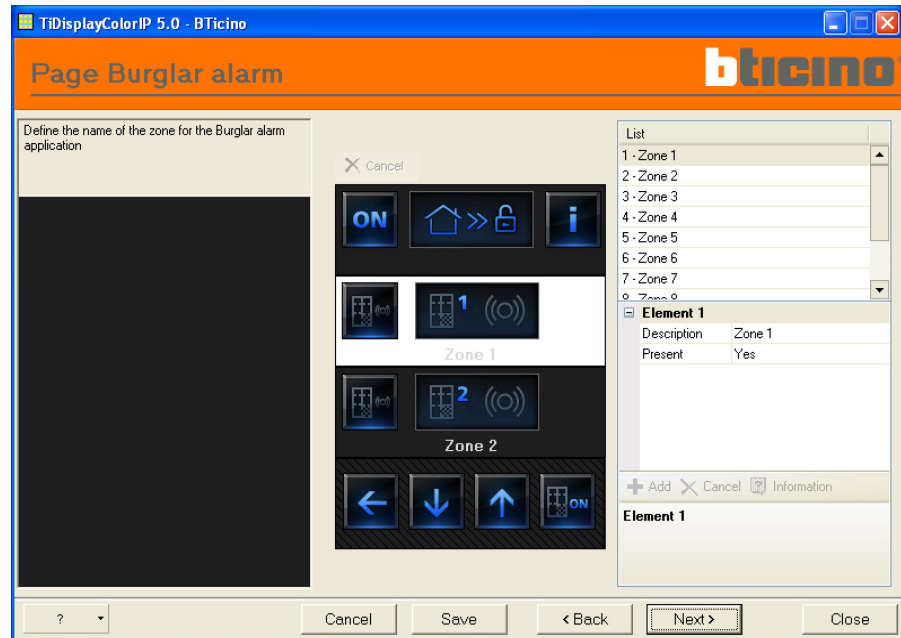 TiDisplayColorIP 5.0 - BTicino
Page Burglar alarm
bticino
Define the name of the zone for the Burglar alarm
application
Cancel
ON
i
1
Zone 1
2
Zone 2
ON
List
1 - Zone 1
2 - Zone 2
3 - Zone 3
4 - Zone 4
5 - Zone 5
6 - Zone 6
7 - Zone 7
Element 1
Description Zone 1
Present Yes
Add Cancel Information
Element 1
? Cancel Save < Back Next > Close